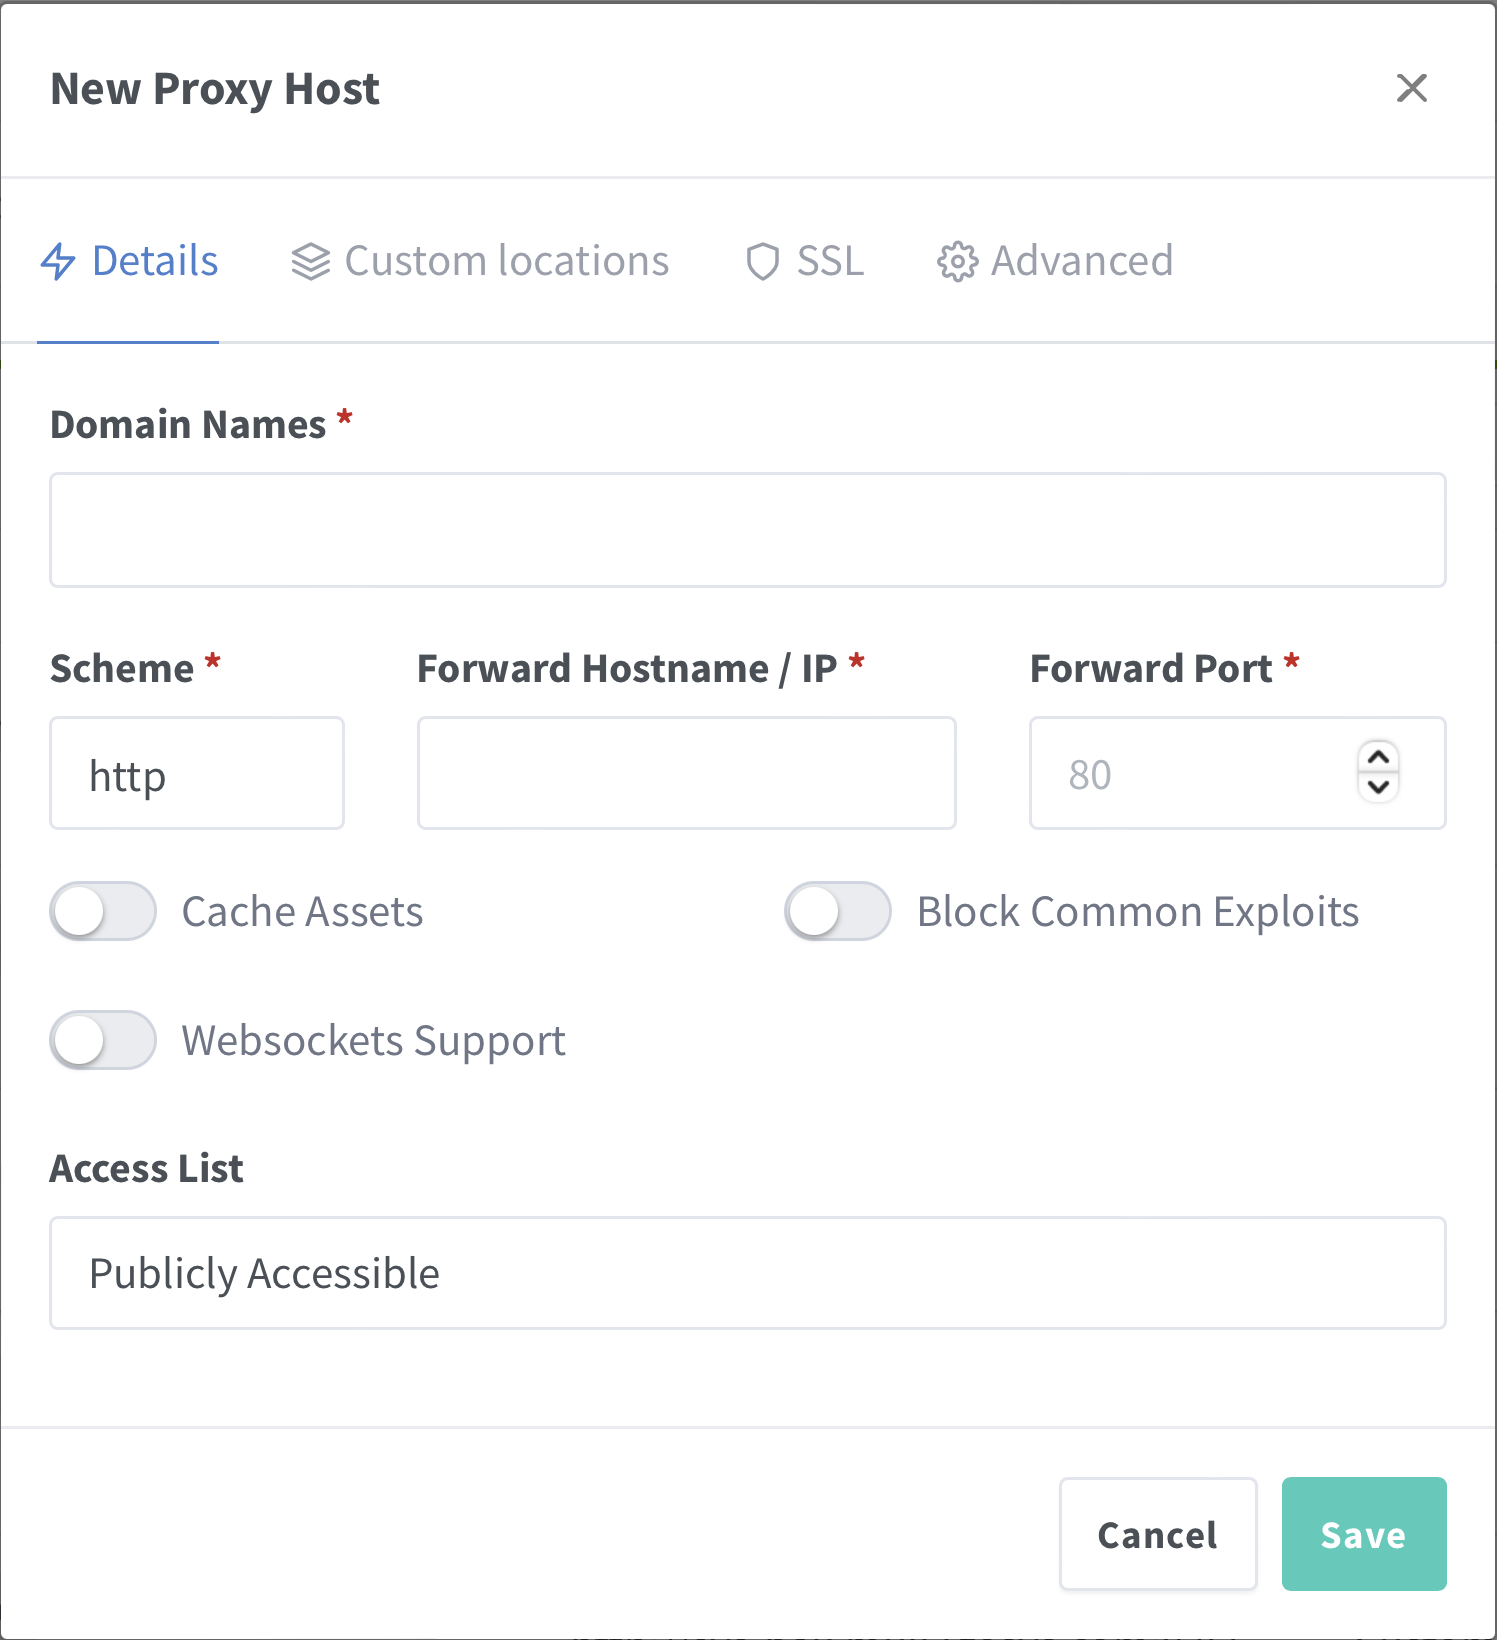 New Proxy Host
Details Custom locations SSL Advanced
Domain Names *
Scheme * Forward Hostname / IP * Forward Port *
http 80
Cache Assets Block Common Exploits
Websockets Support
Access List
Publicly Accessible
Cancel Save